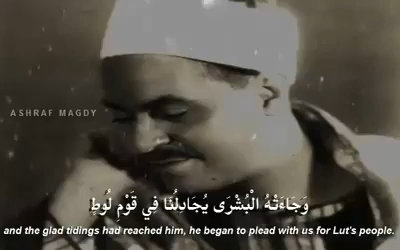 ASHRAF MAGDY
وَجَاءَتْهُ الْبُشْرَى يُجَادِلُنَا فِي قَوْمِ لُوطٍ
and the glad tidings had reached him, he began to plead with us for Lut's people.